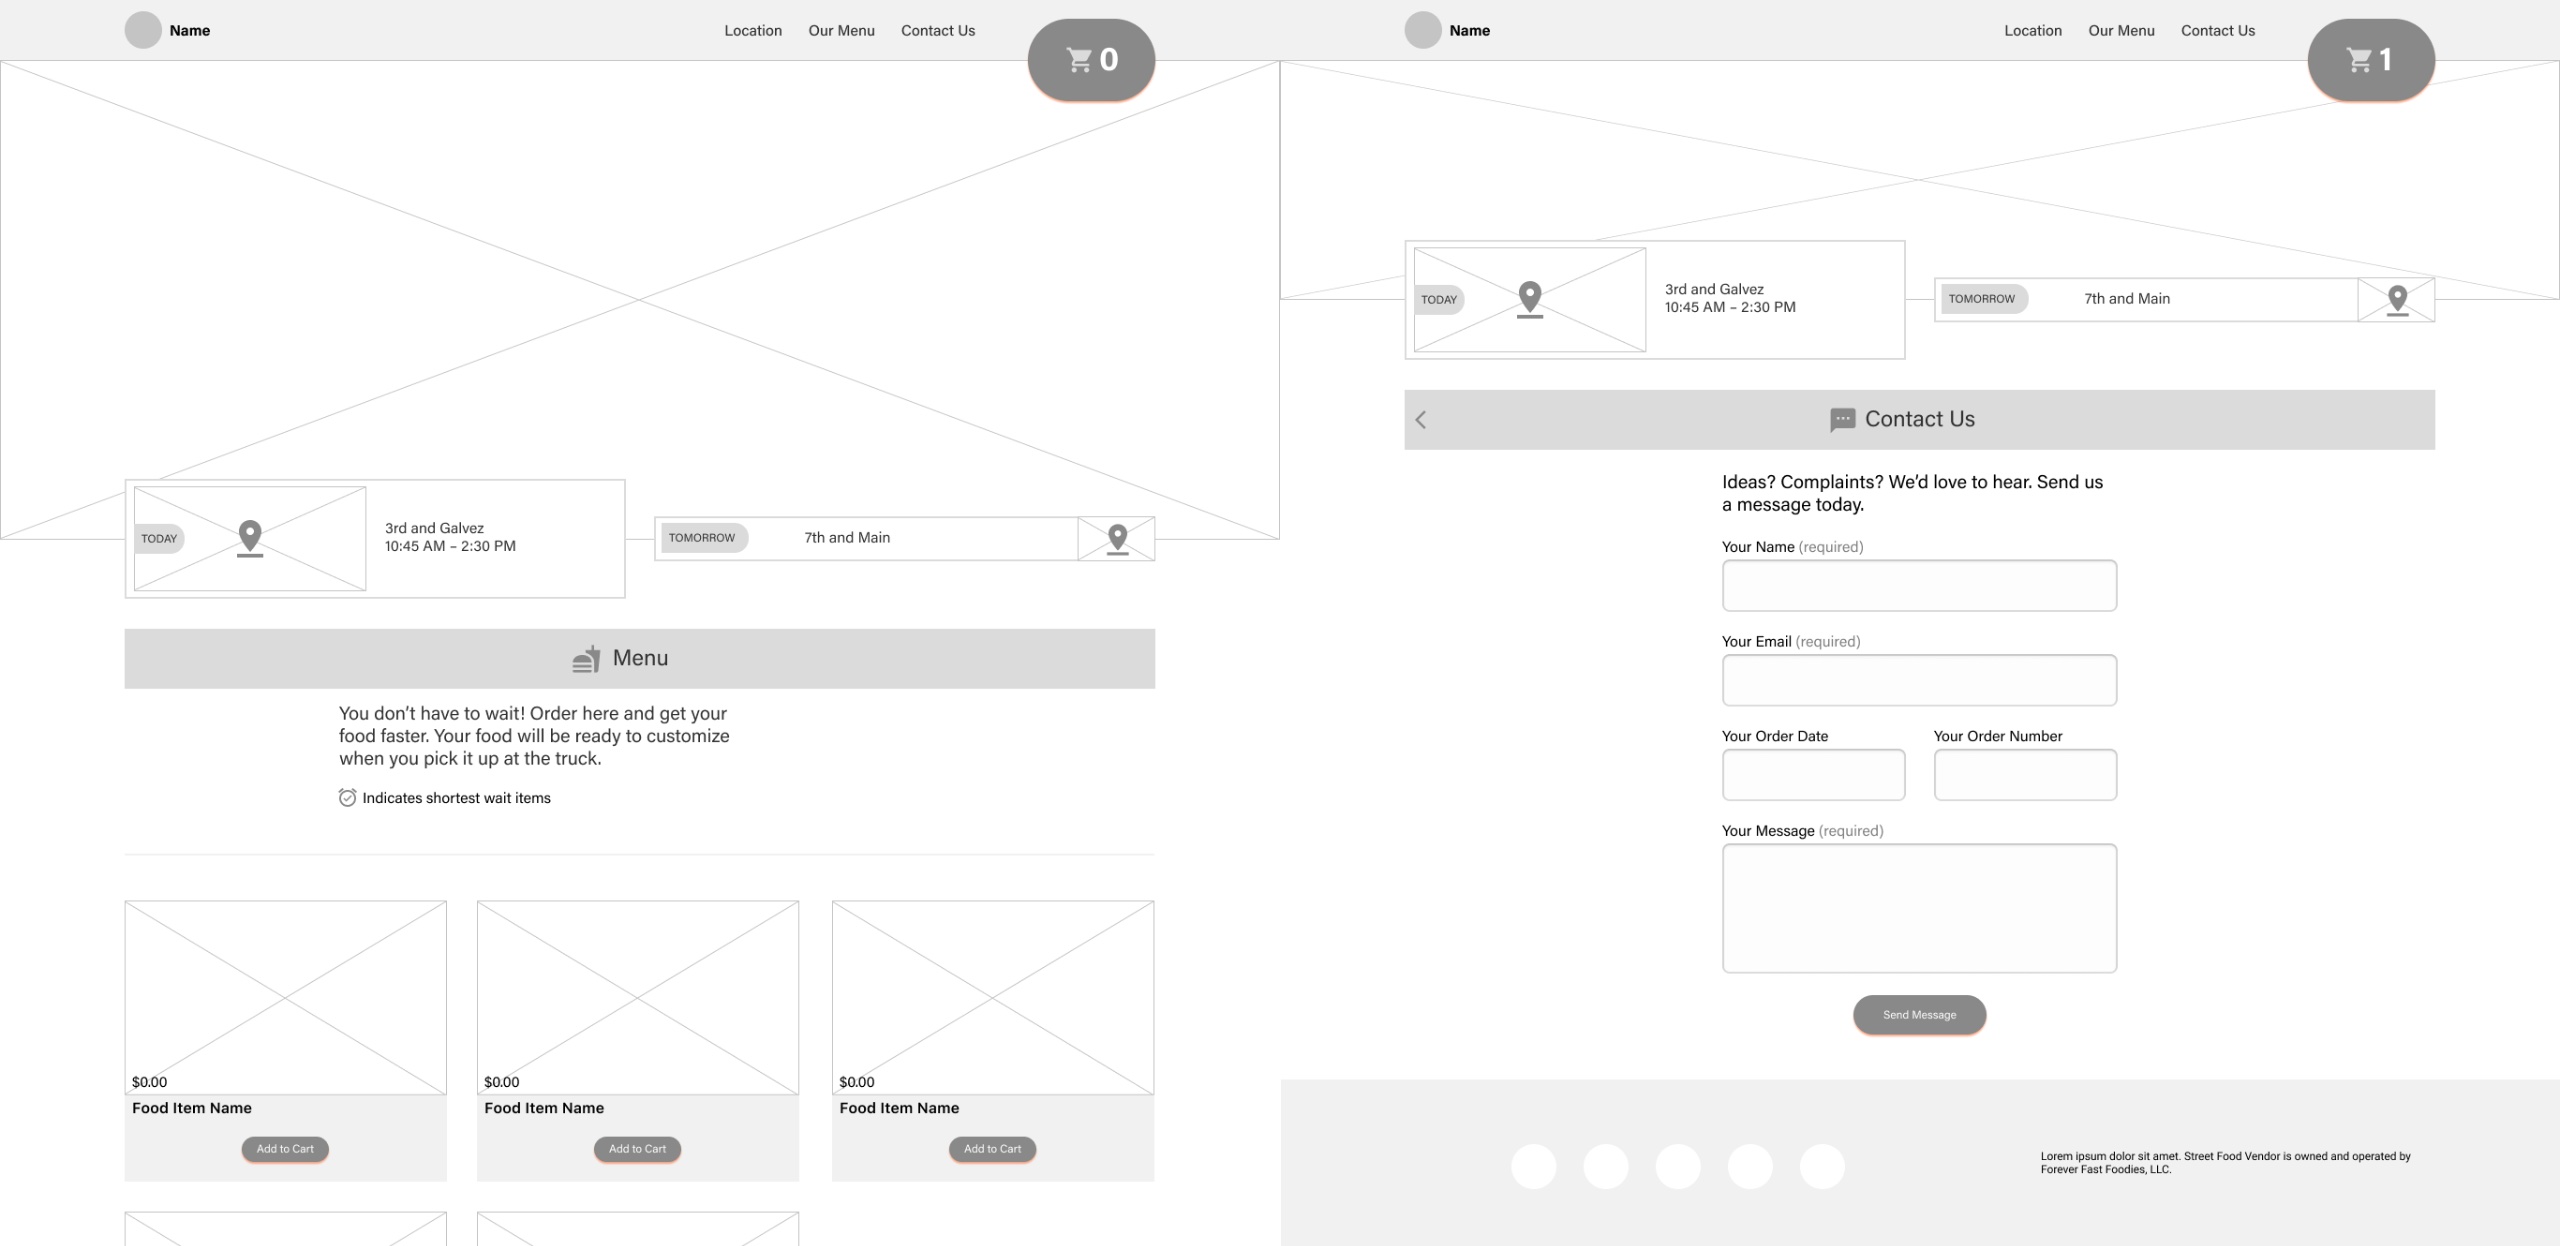 Name
Location
Our Menu
Contact Us
0
TODAY
3rd and Galvez
10:45 AM – 2:30 PM
TOMORROW
7th and Main
Menu
You don’t have to wait! Order here and get your
food faster. Your food will be ready to customize
when you pick it up at the truck.
Indicates shortest wait items
$0.00
Food Item Name
Add to Cart
$0.00
Food Item Name
Add to Cart
$0.00
Food Item Name
Add to Cart
Name
Location
Our Menu
Contact Us
1
TODAY
3rd and Galvez
10:45 AM – 2:30 PM
TOMORROW
7th and Main
Contact Us
Ideas? Complaints? We’d love to hear. Send us
a message today.
Your Name (required)
Your Email (required)
Your Order Date
Your Order Number
Your Message (required)
Send Message
Lorem ipsum dolor sit amet. Street Food Vendor is owned and operated by
Forever Fast Foodies, LLC.